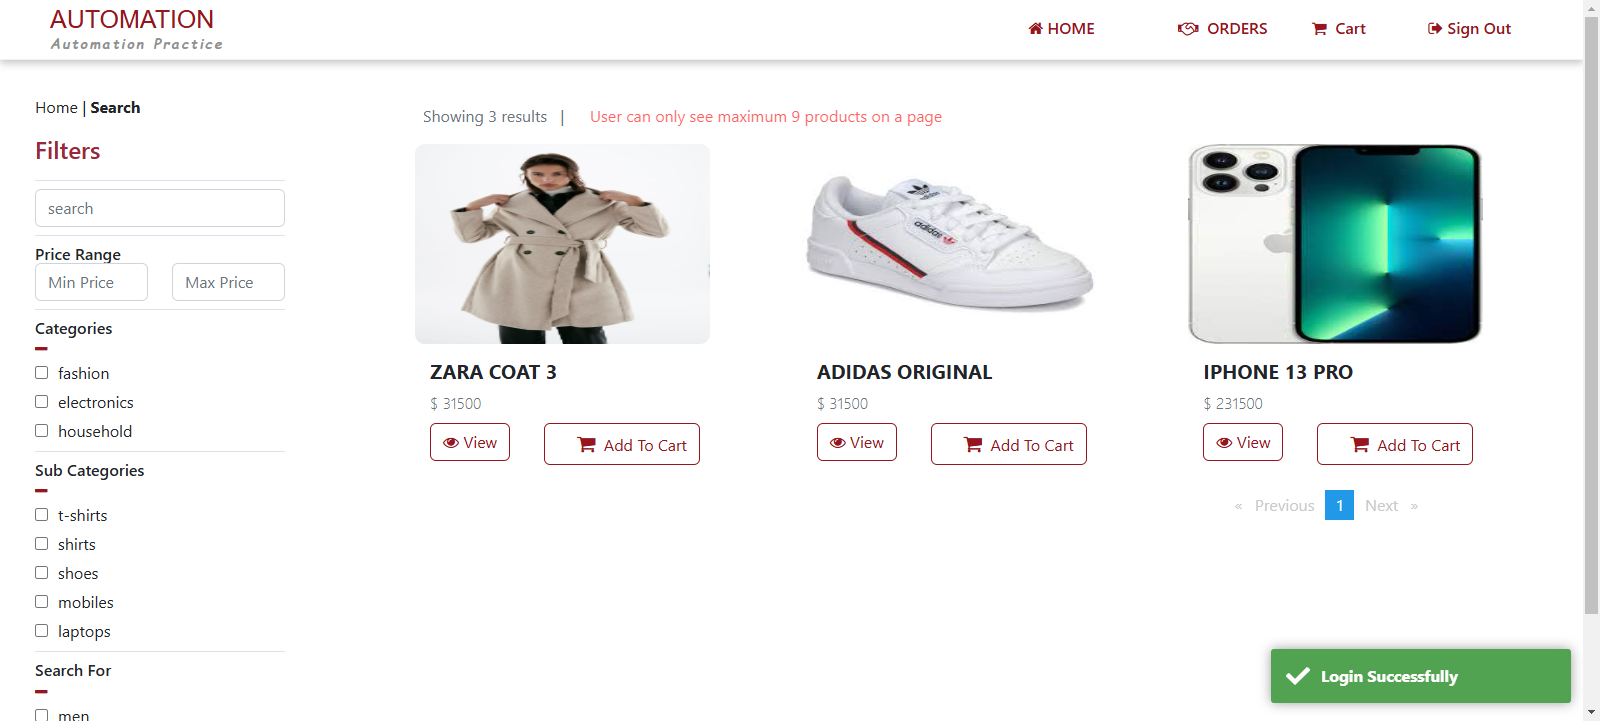 AUTOMATION
Automation Practice
HOME
ORDERS
Cart
Sign Out
Home | Search
Filters
search
Price Range
Min Price
Max Price
Categories
fashion
electronics
household
Sub Categories
t-shirts
shirts
shoes
mobiles
laptops
Search For
men
Showing 3 results |
User can only see maximum 9 products on a page
adidas
adidas
ZARA COAT 3
$ 31500
View
Add To Cart
ADIDAS ORIGINAL
$ 31500
View
Add To Cart
IPHONE 13 PRO
$ 231500
View
Add To Cart
« Previous 1 Next »
Login Successfully